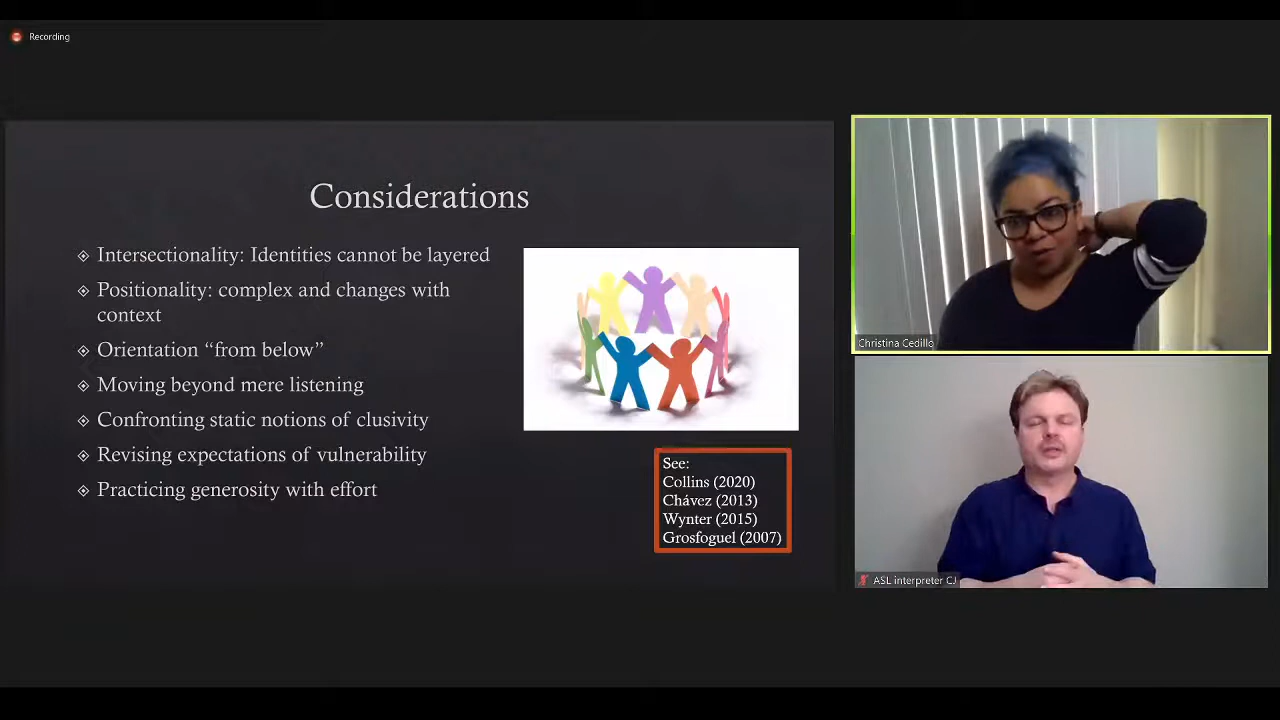 Recording
Considerations
Intersectionality: Identities cannot be layered
Positionality: complex and changes with
context
Orientation “from below”
Moving beyond mere listening
Confronting static notions of clusivity
Revising expectations of vulnerability
Practicing generosity with effort
See:
Collins (2020)
Chávez (2013)
Wynter (2015)
Grosfoguel (2007)
Christina Cedillo
ASL interpreter CJ